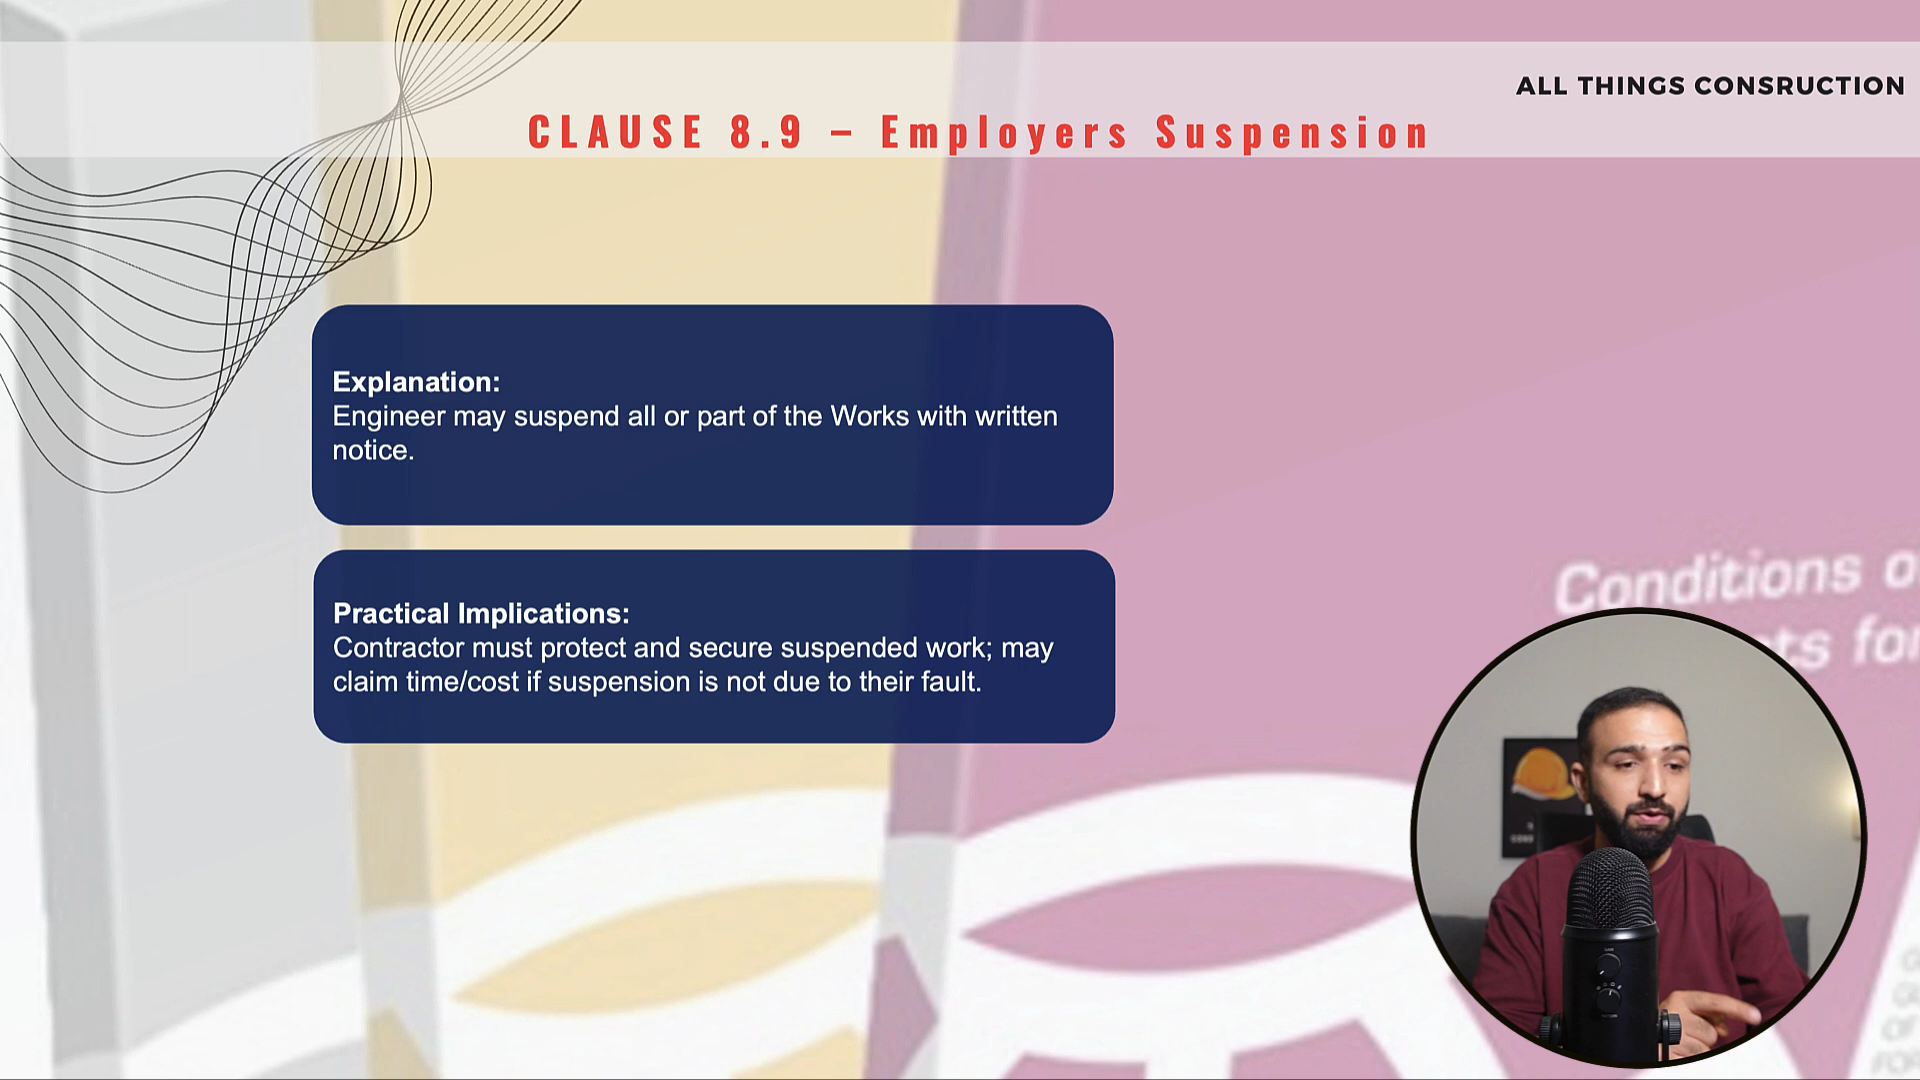 ALL THINGS CONSRUCTION
CLAUSE 8.9 – Employers Suspension
Explanation:
Engineer may suspend all or part of the Works with written
notice.
Practical Implications:
Contractor must protect and secure suspended work; may
claim time/cost if suspension is not due to their fault.
Conditions o
ts for